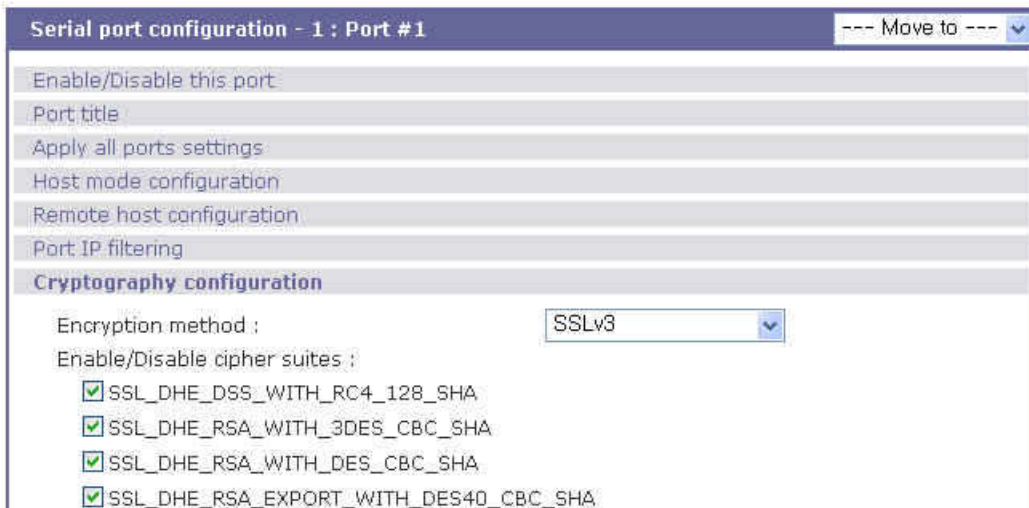 Serial port configuration - 1 : Port #1
--- Move to ---
Enable/Disable this port
Port title
Apply all ports settings
Host mode configuration
Remote host configuration
Port IP filtering
Cryptography configuration
Encryption method :
SSLv3
Enable/Disable cipher suites :
SSL_DHE_DSS_WITH_RC4_128_SHA
SSL_DHE_RSA_WITH_3DES_CBC_SHA
SSL_DHE_RSA_WITH_DES_CBC_SHA
SSL_DHE_RSA_EXPORT_WITH_DES40_CBC_SHA